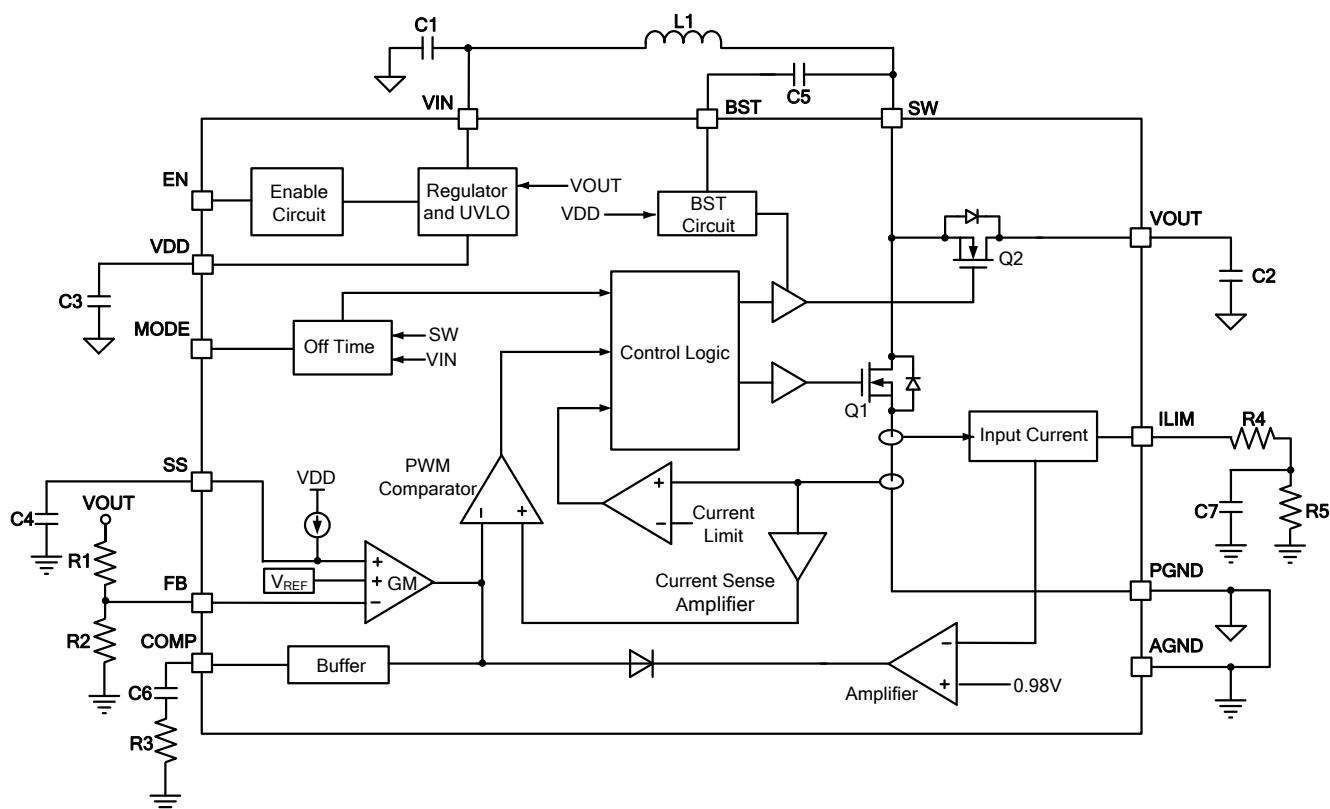 L1
C1
C5
VIN
BST
SW
EN
Enable
Circuit
Regulator
and UVLO
VOUT
VDD
BST
Circuit
VOUT
VDD
Q2
C2
C3
MODE
Off Time
SW
VIN
Control Logic
Q1
Input Current
ILIM
R4
SS
VDD
PWM
Comparator
+
−
Current
Limit
C7
R5
C4
VOUT
R1
− +
+
VREF
+
GM
−
FB
Current Sense
Amplifier
PGND
R2
COMP
Buffer
−
+
Amplifier
0.98V
AGND
C6
R3